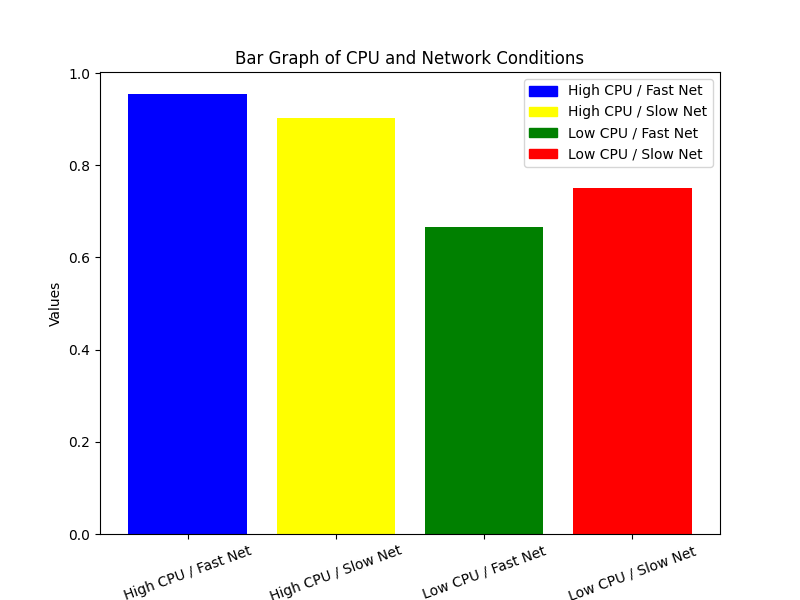 Bar Graph of CPU and Network Conditions
1.0
0.8
0.6
0.4
0.2
0.0
Values
High CPU / Fast Net
High CPU / Slow Net
Low CPU / Fast Net
Low CPU / Slow Net
High CPU / Fast Net
High CPU / Slow Net
Low CPU / Fast Net
Low CPU / Slow Net